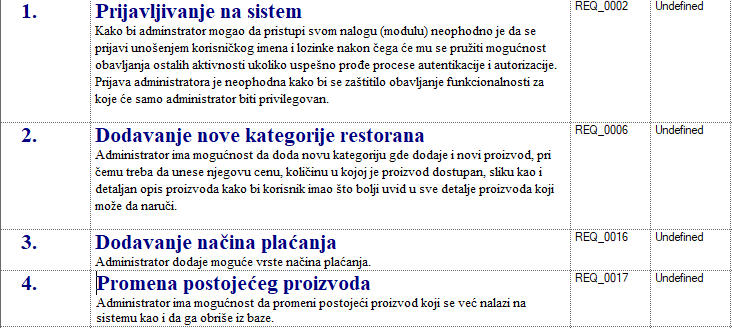 1. Prijavljivanje na sistem REQ_0002 Undefined
Kako bi adminstrator mogao da pristupi svom nalogu (modulu) neophodno je da se
prijavi unošenjem korisničkog imena i lozinke nakon čega će mu se pružiti mogućnost
obavljanja ostalih aktivnosti ukoliko uspešno prođe procese autentikacije i autorizacije.
Prijava administratora je neophodna kako bi se zaštitilo obavljanje funkcionalnosti za
koje će samo administrator biti privilegovan.
2. Dodavanje nove kategorije restorana REQ_0006 Undefined
Administrator ima mogućnost da doda novu kategoriju gde dodaje i novi proizvod, pri
čemu treba da unese njegovu cenu, količinu u kojoj je proizvod dostupan, sliku kao i
detaljan opis proizvoda kako bi korisnik imao što bolji uvid u sve detalje proizvoda koji
može da naruči.
3. Dodavanje načina plaćanja REQ_0016 Undefined
Administrator dodaje moguće vrste načina plaćanja.
4. Promena postojećeg proizvoda REQ_0017 Undefined
Administrator ima mogućnost da promeni postojeći proizvod koji se već nalazi na
sistemu kao i da ga obriše iz baze.